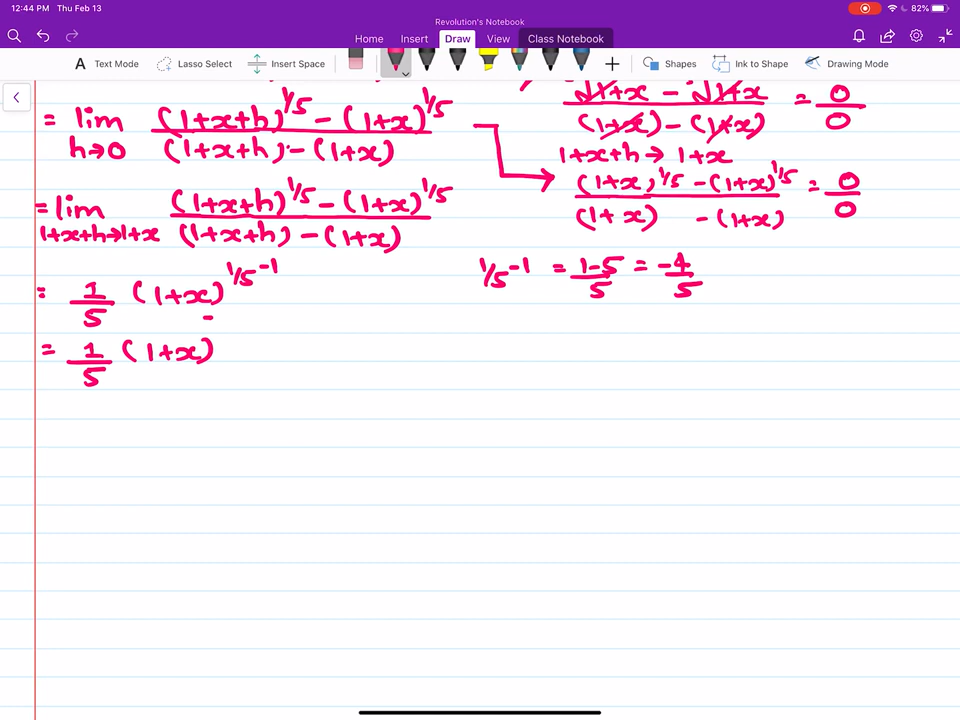 12:44 PM Thu Feb 13
82%
Revolution's Notebook
Home Insert Draw View Class Notebook
Text Mode Lasso Select Insert Space Shapes Ink to Shape Drawing Mode
= lim h→0 (1+x+h)^1/5 - (1+x)^1/5 / (1+x+h) - (1+x)
√1+x - √1+x / (1+x) - (1+x) = 0/0
1+x+h → 1+x
(1+x)^1/5 - (1+x)^1/5 / (1+x) - (1+x) = 0/0
= lim 1+x+h→1+x (1+x+h)^1/5 - (1+x)^1/5 / (1+x+h) - (1+x)
= 1/5 (1+x)^1/5-1
1/5 -1 = 1-5/5 = -4/5
= 1/5 (1+x)